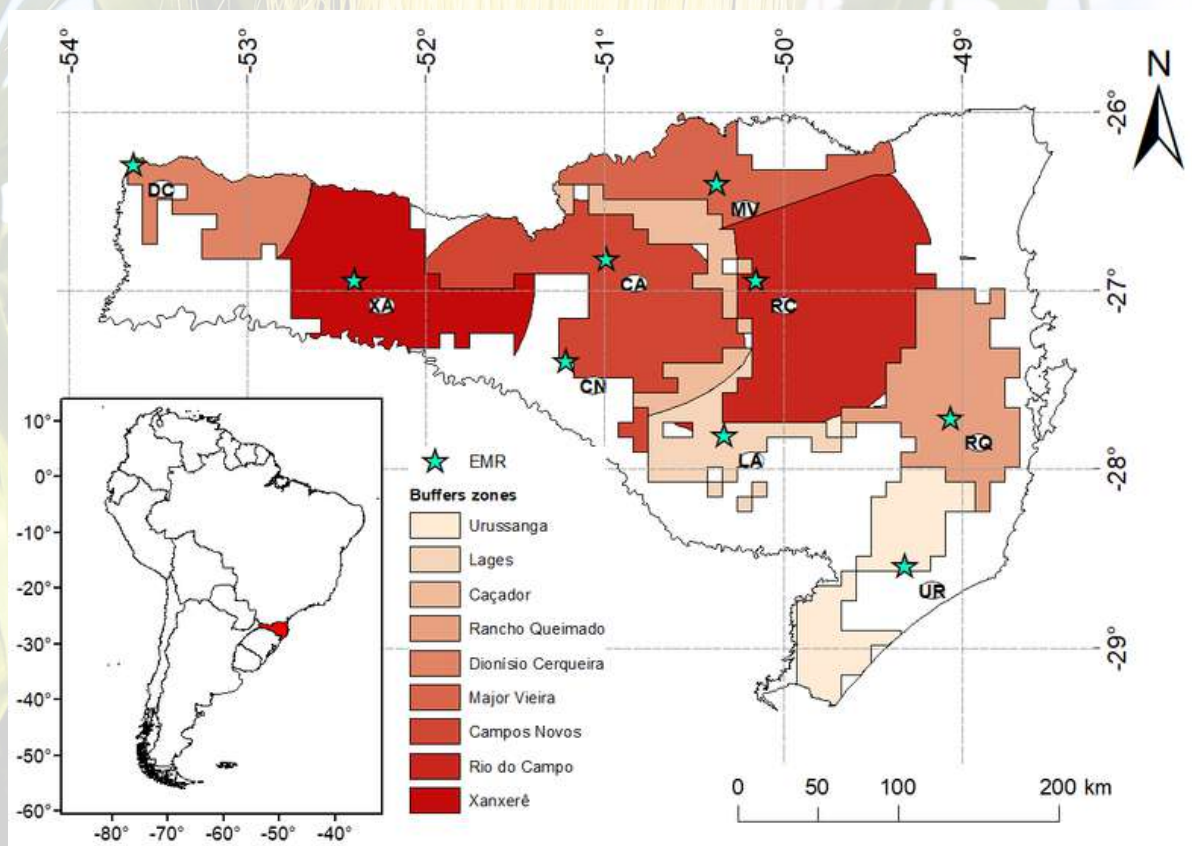 -54°
-53°
-52°
-51°
-50°
-49°
N
-26°
-27°
-28°
-29°
DC
MV
XA
CA
RC
CN
LA
RQ
UR
EMR
Buffers zones
Urussanga
Lages
Caçador
Rancho Queimado
Dionísio Cerqueira
Major Vieira
Campos Novos
Rio do Campo
Xanxerê
10°
0°
-10°
-20°
-30°
-40°
-50°
-60°
-80° -70° -60° -50° -40°
0 50 100 200 km